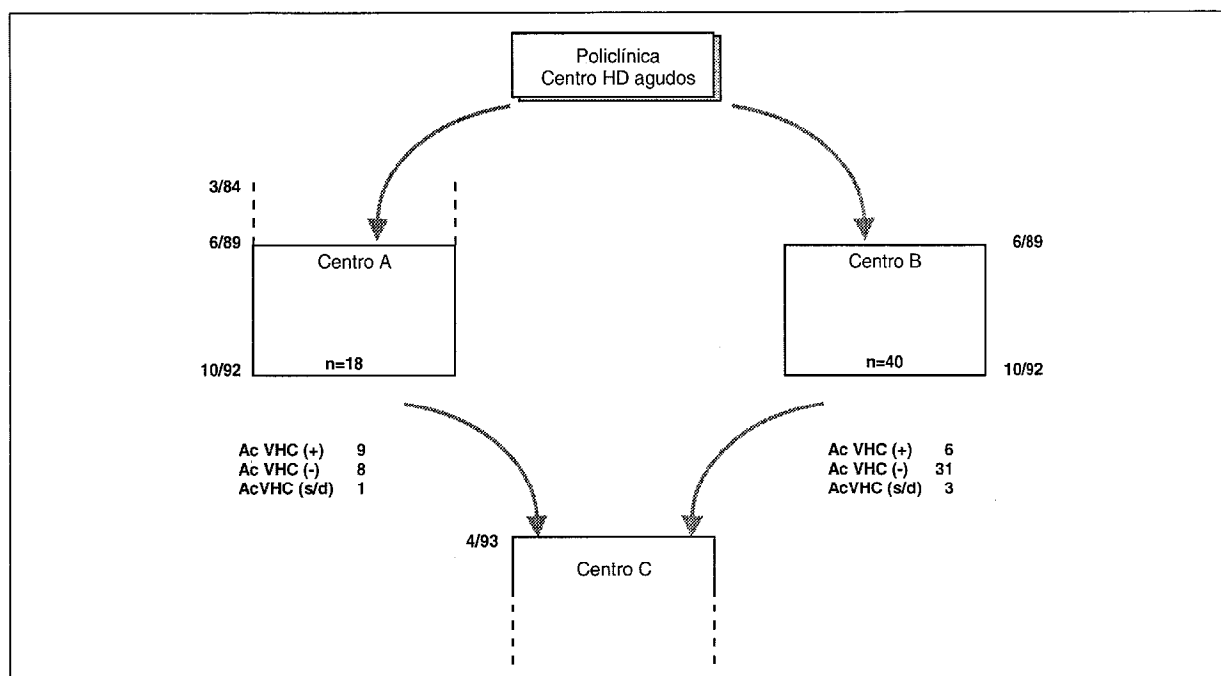 Policlínica
Centro HD agudos
3/84
6/89
Centro A
n=18
10/92
6/89
Centro B
n=40
10/92
Ac VHC (+) 9
Ac VHC (-) 8
AcVHC (s/d) 1
Ac VHC (+) 6
Ac VHC (-) 31
AcVHC (s/d) 3
4/93
Centro C